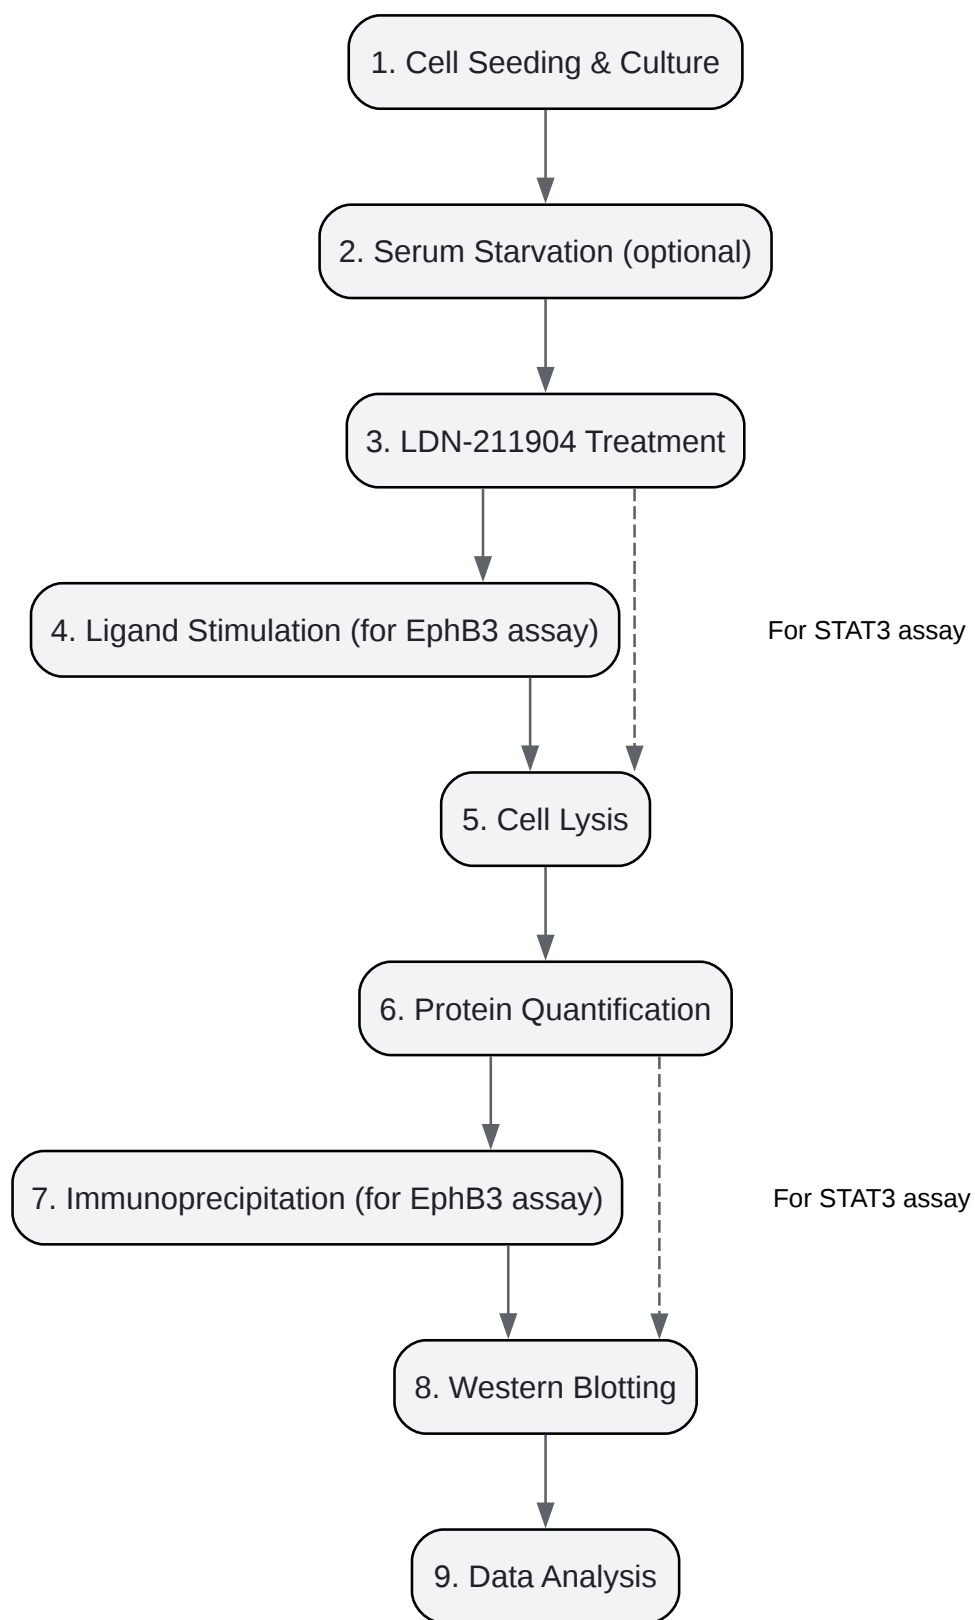 1. Cell Seeding & Culture
2. Serum Starvation (optional)
3. LDN-211904 Treatment
4. Ligand Stimulation (for EphB3 assay)
For STAT3 assay
5. Cell Lysis
6. Protein Quantification
7. Immunoprecipitation (for EphB3 assay)
For STAT3 assay
8. Western Blotting
9. Data Analysis